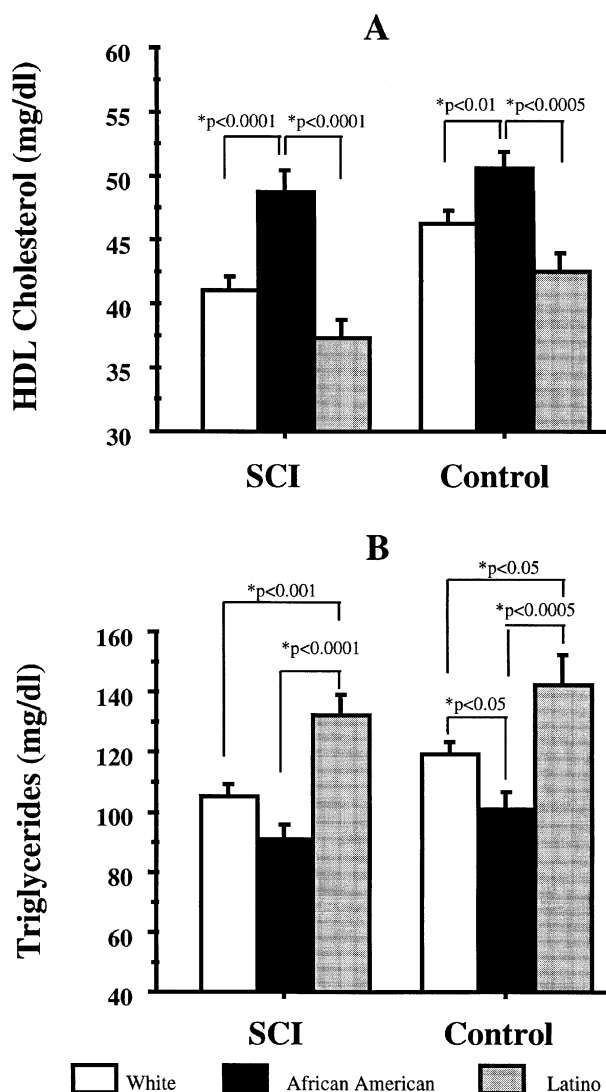 A
HDL Cholesterol (mg/dl)
60
55
50
45
40
35
30
*p<0.0001
*p<0.0001
*p<0.01
*p<0.0005
SCI
Control
B
Triglycerides (mg/dl)
160
140
120
100
80
60
40
*p<0.001
*p<0.0001
*p<0.05
*p<0.0005
*p<0.05
SCI
Control
White
African American
Latino